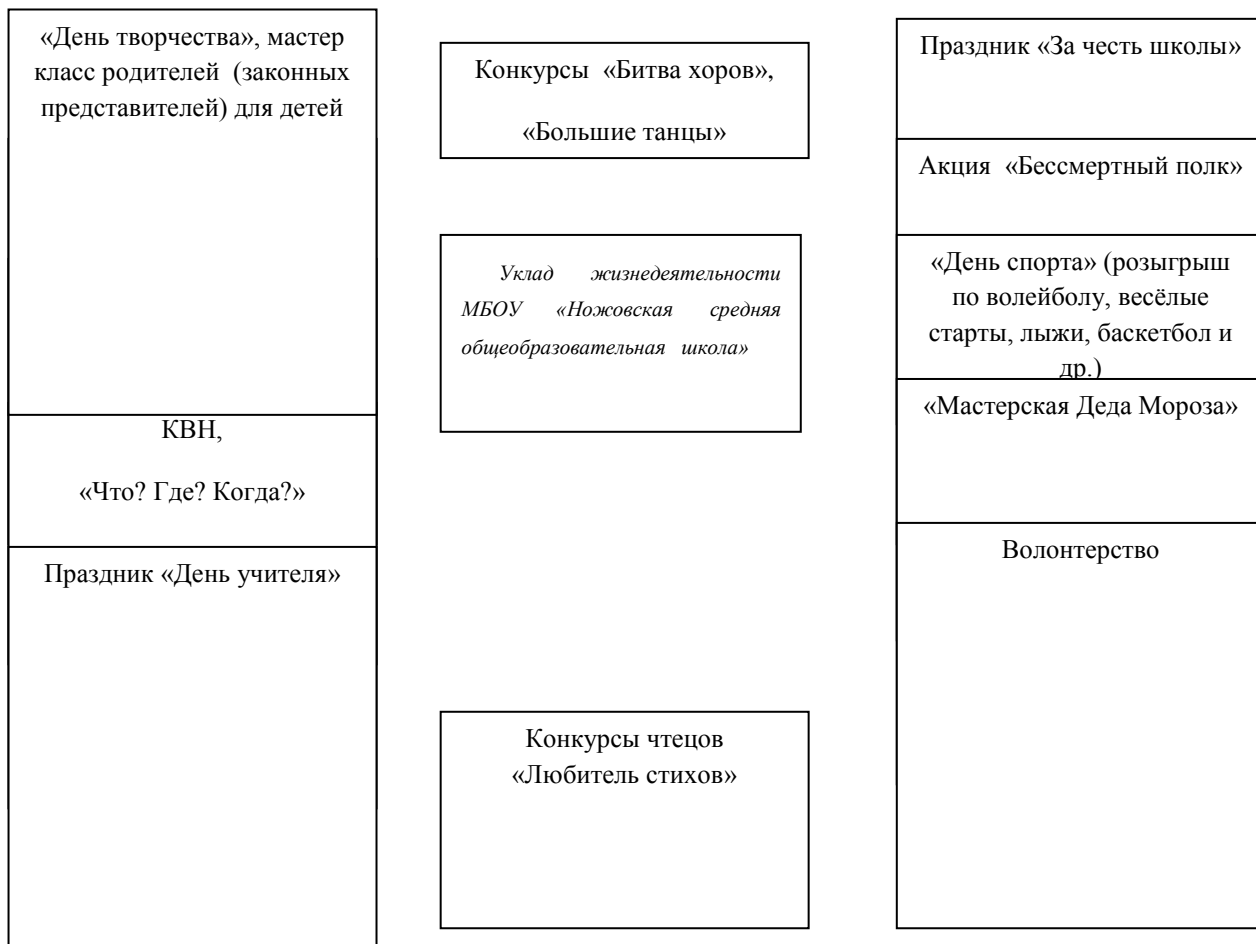 «День творчества», мастер
класс родителей (законных
представителей) для детей
КВН,
«Что? Где? Когда?»
Праздник «День учителя»
Конкурсы «Битва хоров»,
«Большие танцы»
Уклад жизнедеятельности
МБОУ «Ножовская средняя
общеобразовательная школа»
Конкурсы чтецов
«Любитель стихов»
Праздник «За честь школы»
Акция «Бессмертный полк»
«День спорта» (розыгрыш
по волейболу, весёлые
старты, лыжи, баскетбол и
др.)
«Мастерская Деда Мороза»
Волонтерство